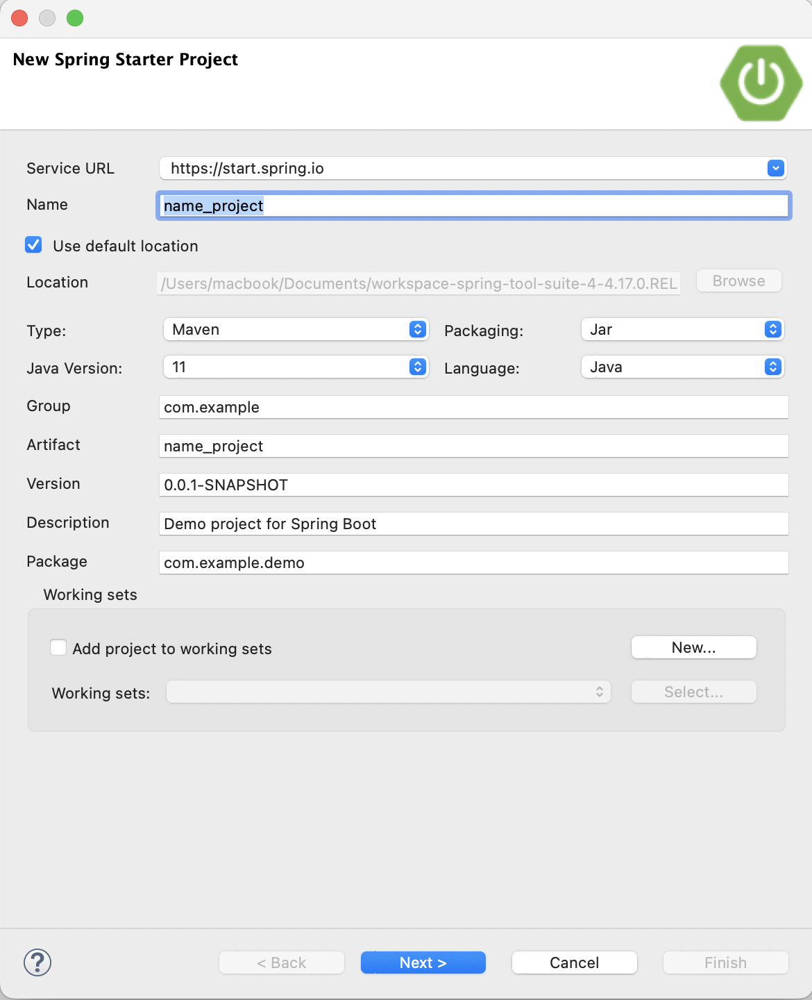 New Spring Starter Project
Service URL https://start.spring.io
Name name_project
Use default location
Location /Users/macbook/Documents/workspace-spring-tool-suite-4-4.17.0.REL Browse
Type: Maven Packaging: Jar
Java Version: 11 Language: Java
Group com.example
Artifact name_project
Version 0.0.1-SNAPSHOT
Description Demo project for Spring Boot
Package com.example.demo
Working sets
Add project to working sets New...
Working sets: Select...
? < Back Next > Cancel Finish